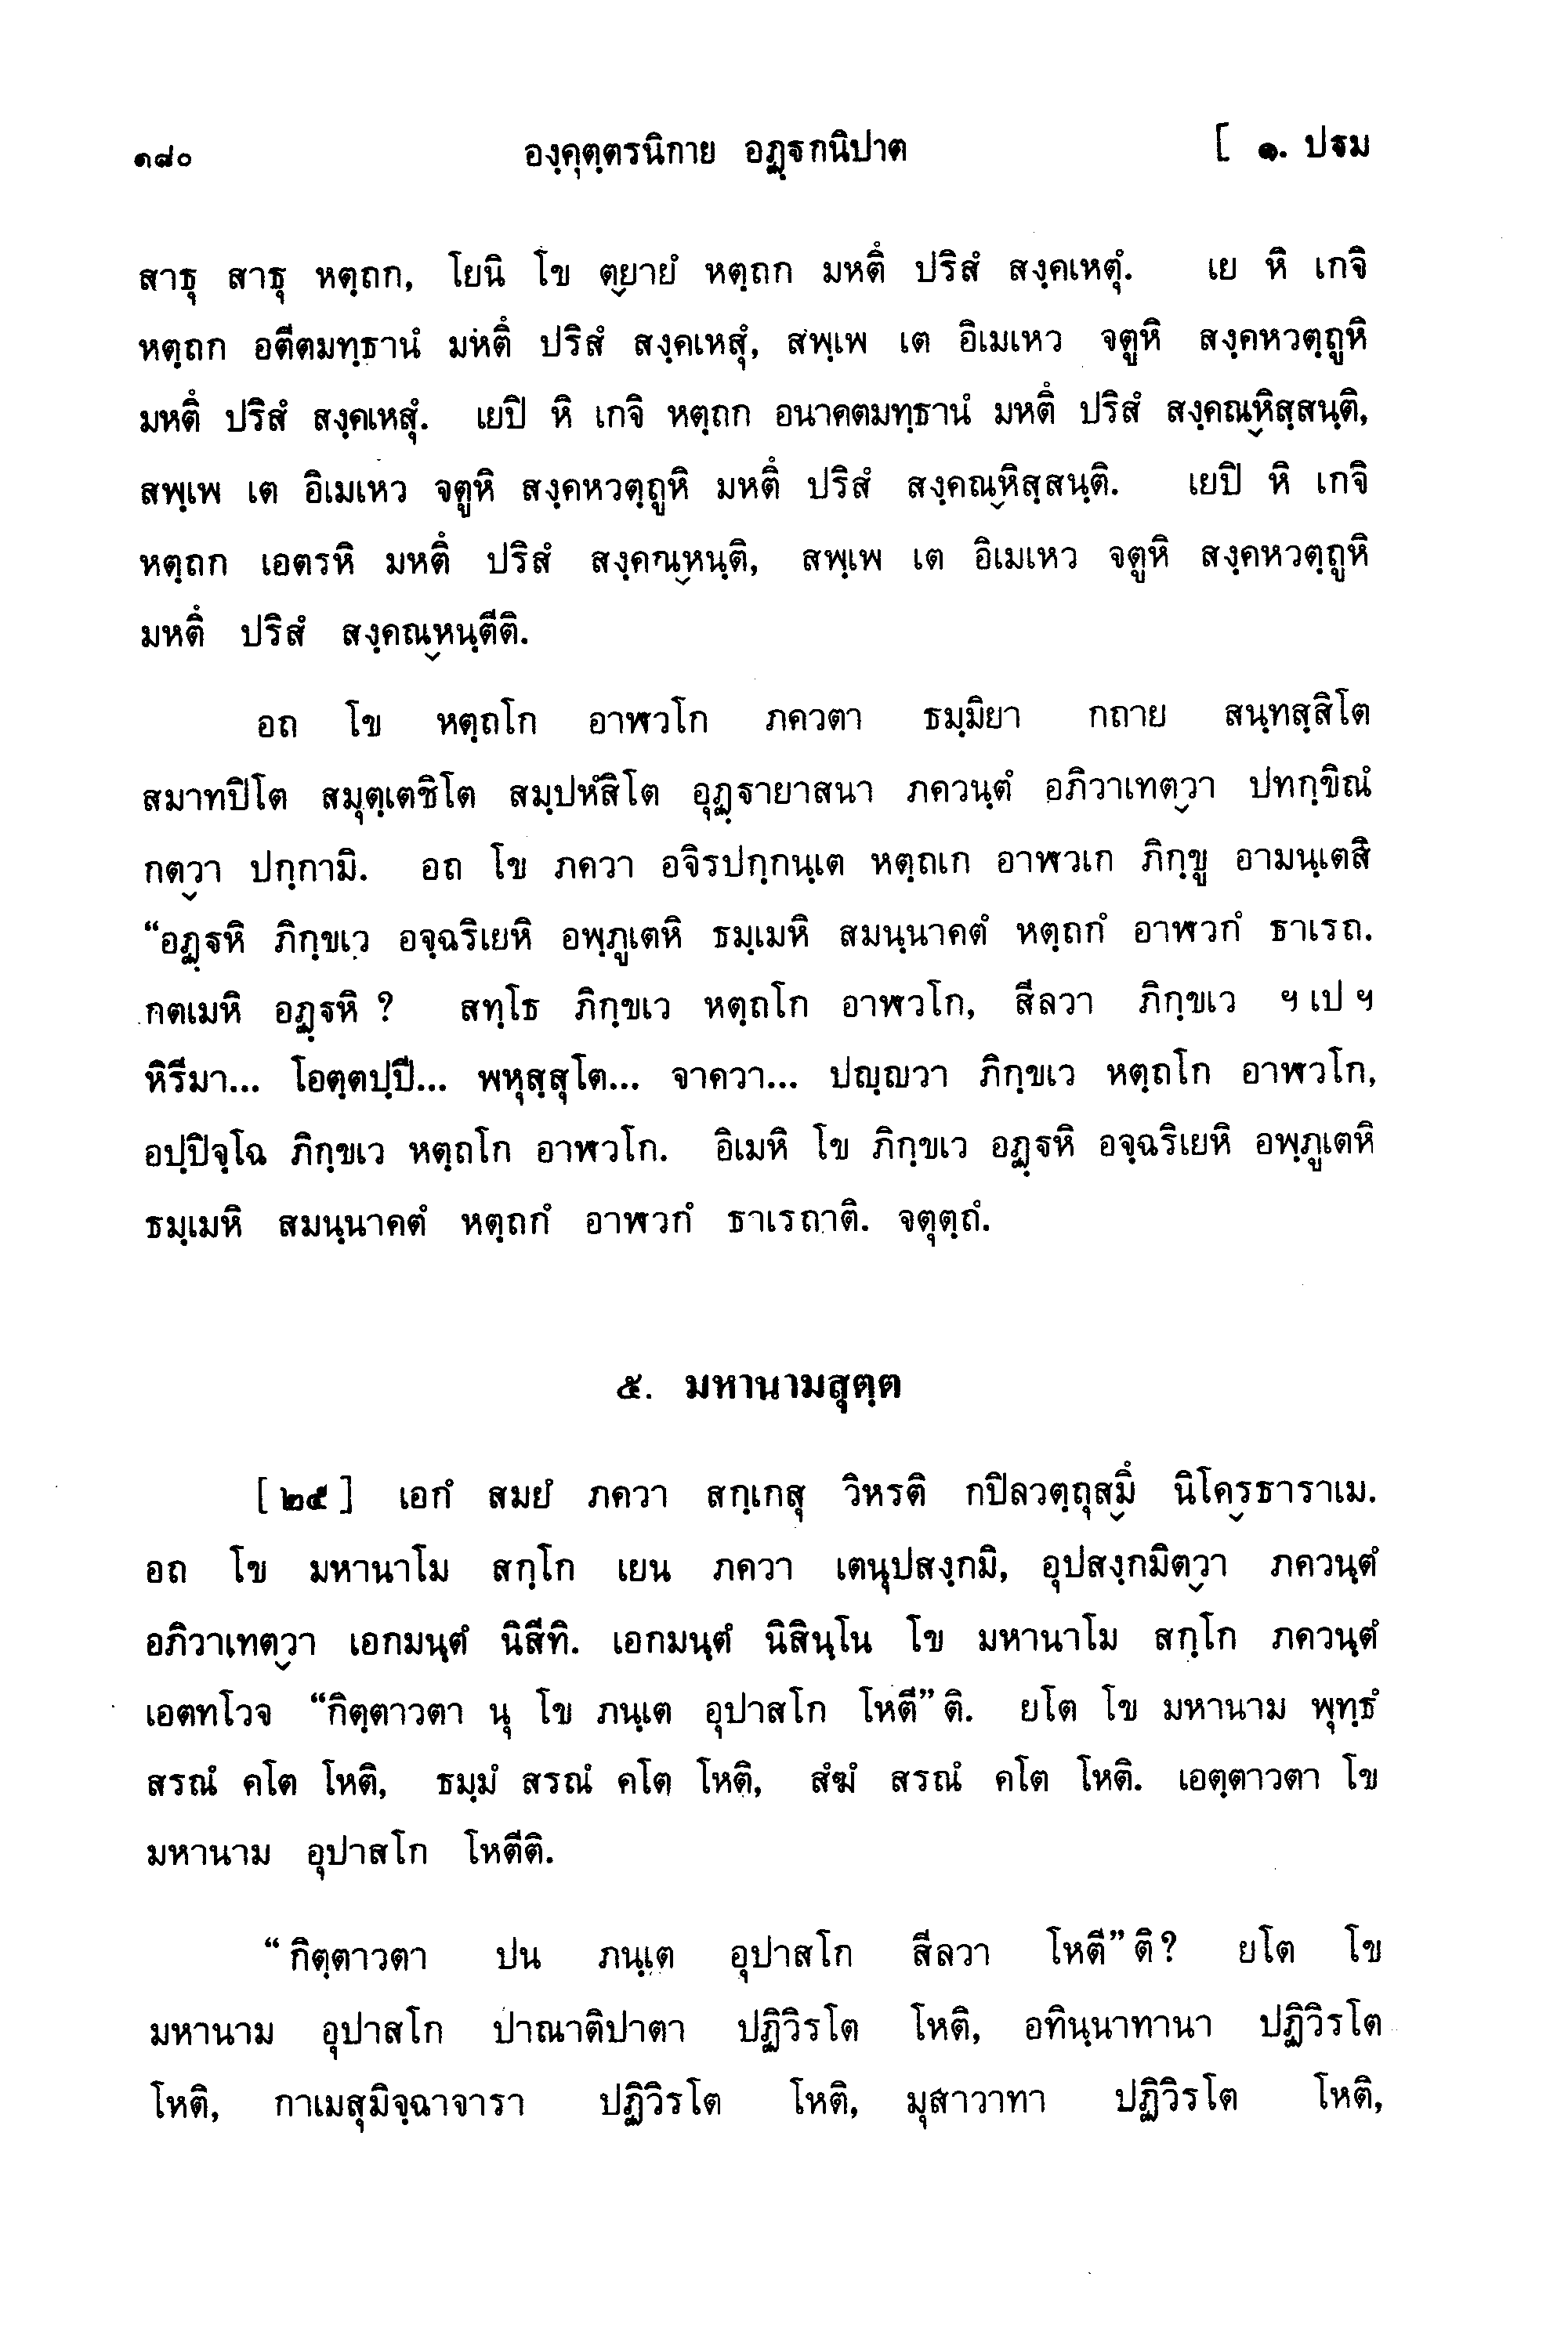 ๑๘๐ องฺคุตฺตรนิกาย อฏฺฐกนิปาต [ ๑. ปฐม
สาธุ สาธุ หตฺถก, โยนิ โข ตฺยายํ หตฺถก มหตึ ปริสํ สงฺคเหตุํ. เย หิ เกจิ
หตฺถก อตีตมทฺธานํ มหตึ ปริสํ สงฺคเหสุํ, สพฺเพ เต อิเมเหว จตูหิ สงฺคหวตฺถูหิ
มหตึ ปริสํ สงฺคเหสุํ. เยปิ หิ เกจิ หตฺถก อนาคตมทฺธานํ มหตึ ปริสํ สงฺคณฺหิสฺสนฺติ,
สพฺเพ เต อิเมเหว จตูหิ สงฺคหวตฺถูหิ มหตึ ปริสํ สงฺคณฺหิสฺสนฺติ. เยปิ หิ เกจิ
หตฺถก เอตรหิ มหตึ ปริสํ สงฺคณฺหนฺติ, สพฺเพ เต อิเมเหว จตูหิ สงฺคหวตฺถูหิ
มหตึ ปริสํ สงฺคณฺหนฺตีติ.
อถ โข หตฺถโก อาฬวโก ภควตา ธมฺมิยา กถาย สนฺทสฺสิโต
สมาทปิโต สมุตฺเตชิโต สมฺปหํสิโต อุฏฺฐายาสนา ภควนฺตํ อภิวาเทตฺวา ปทกฺขิณํ
กตฺวา ปกฺกามิ. อถ โข ภควา อจิรปกฺกนฺเต หตฺถเก อาฬวเก ภิกฺขู อามนฺเตสิ
“อฏฺฐหิ ภิกฺขเว อจฺฉริเยหิ อพฺภูเตหิ ธมฺเมหิ สมนฺนาคตํ หตฺถกํ อาฬวกํ ธาเรถ.
กตเมหิ อฏฺฐหิ ? สทฺโธ ภิกฺขเว หตฺถโก อาฬวโก, สีลวา ภิกฺขเว ฯ เป ฯ
หิรีมา... โอตฺตปฺปี... พหุสฺสุโต... จาควา... ปญฺญวา ภิกฺขเว หตฺถโก อาฬวโก,
อปฺปิจฺโฉ ภิกฺขเว หตฺถโก อาฬวโก. อิเมหิ โข ภิกฺขเว อฏฺฐหิ อจฺฉริเยหิ อพฺภูเตหิ
ธมฺเมหิ สมนฺนาคตํ หตฺถกํ อาฬวกํ ธาเรถาติ. จตุตฺถํ.
๕. มหานามสุตฺต
[ ๒๕ ] เอกํ สมยํ ภควา สกฺเกสุ วิหรติ กปิลวตฺถุสฺมึ นิโคฺรธาราเม.
อถ โข มหานาโม สกฺโก เยน ภควา เตนุปสงฺกมิ, อุปสงฺกมิตฺวา ภควนฺตํ
อภิวาเทตฺวา เอกมนฺตํ นิสีทิ. เอกมนฺตํ นิสินฺโน โข มหานาโม สกฺโก ภควนฺตํ
เอตทโวจ “กิตฺตาวตา นุ โข ภนฺเต อุปาสโก โหตี” ติ. ยโต โข มหานาม พุทฺธํ
สรณํ คโต โหติ, ธมฺมํ สรณํ คโต โหติ, สํฆํ สรณํ คโต โหติ. เอตฺตาวตา โข
มหานาม อุปาสโก โหตีติ.
“ กิตฺตาวตา ปน ภนฺเต อุปาสโก สีลวา โหตี” ติ ? ยโต โข
มหานาม อุปาสโก ปาณาติปาตา ปฏิวิรโต โหติ, อทินฺนาทานา ปฏิวิรโต
โหติ, กาเมสุมิจฺฉาจารา ปฏิวิรโต โหติ, มุสาวาทา ปฏิวิรโต โหติ,